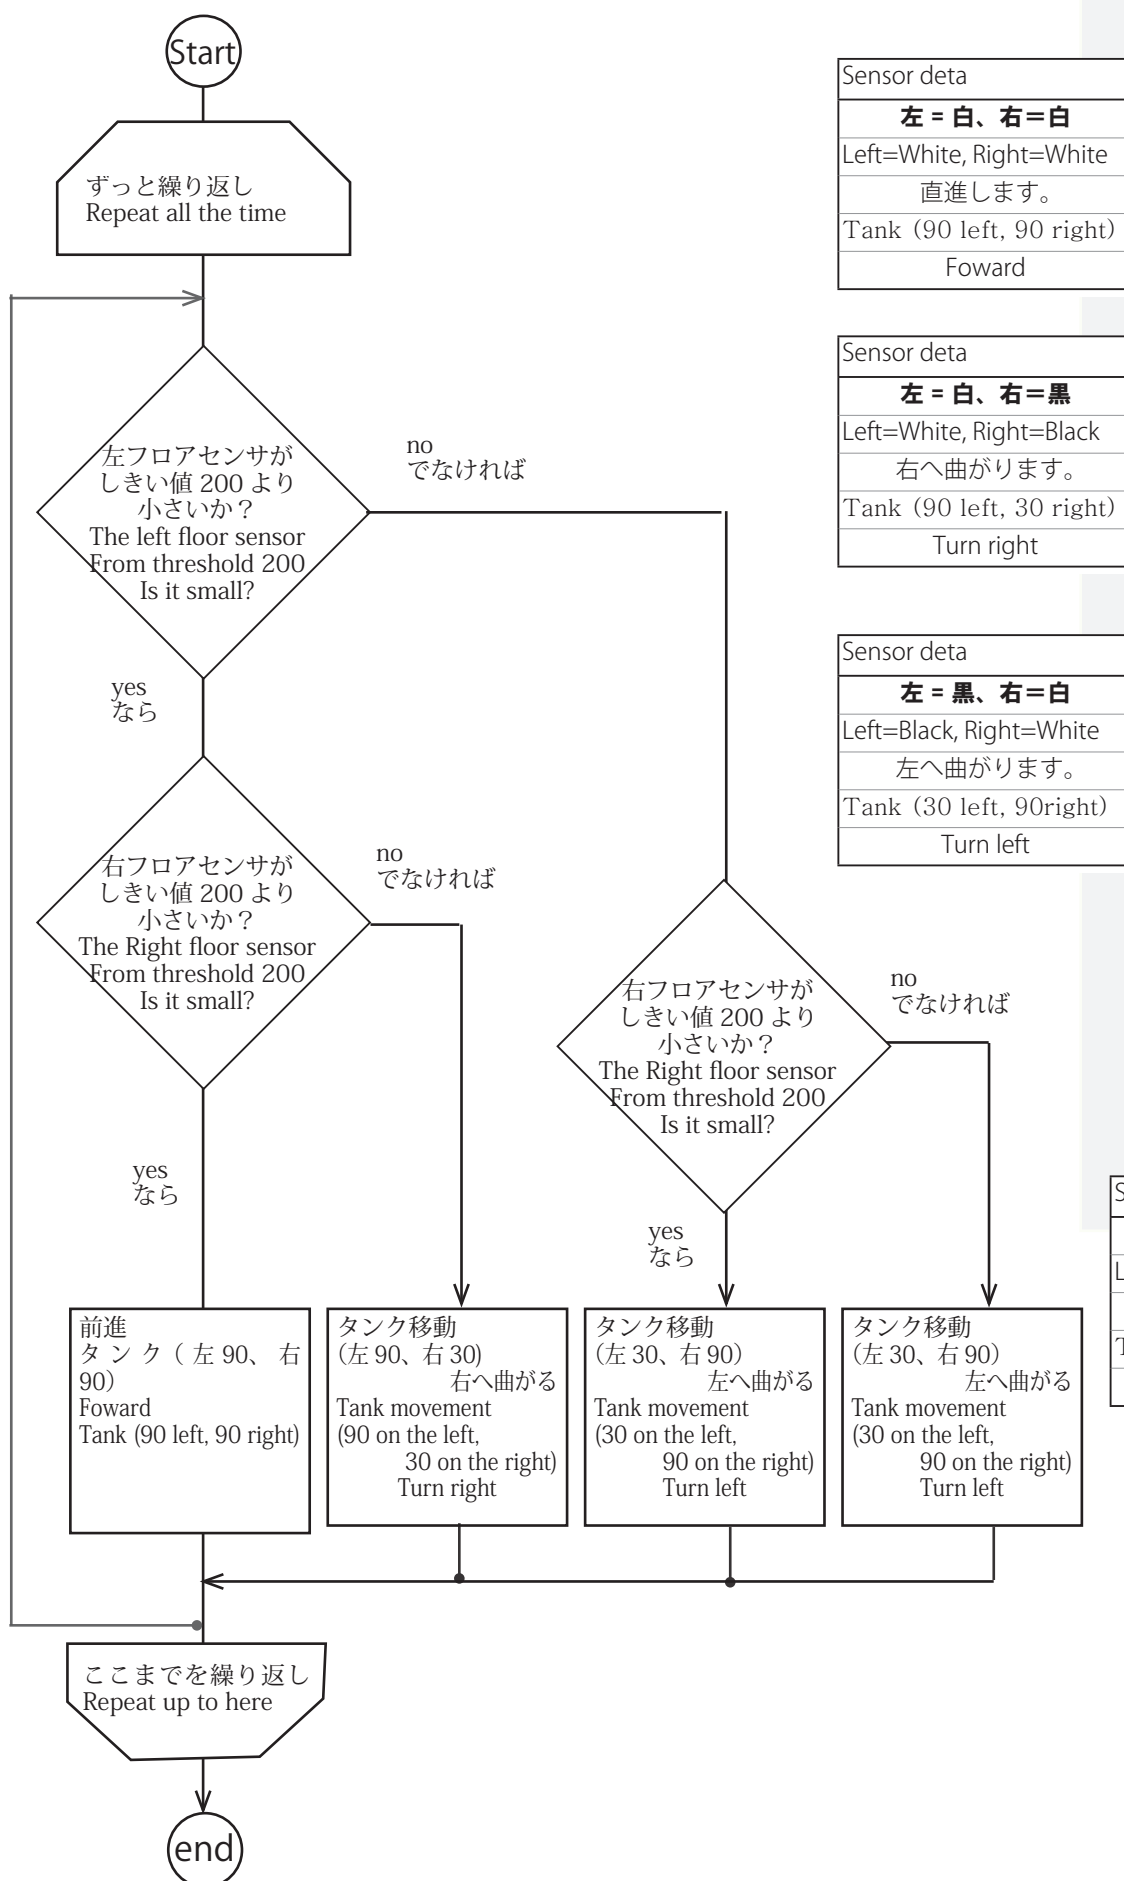 Start
ずっと繰り返し
Repeat all the time
左フロアセンサが
しきい値 200 より
小さいか？
The left floor sensor
From threshold 200
Is it small?
no
でなければ
yes
なら
右フロアセンサが
しきい値 200 より
小さいか？
The Right floor sensor
From threshold 200
Is it small?
no
でなければ
yes
なら
右フロアセンサが
しきい値 200 より
小さいか？
The Right floor sensor
From threshold 200
Is it small?
no
でなければ
yes
なら
前進
タンク（左 90、右
90）
Foward
Tank (90 left, 90 right)
タンク移動
(左 90、右 30)
右へ曲がる
Tank movement
(90 on the left,
30 on the right)
Turn right
タンク移動
(左 30、右 90）
左へ曲がる
Tank movement
(30 on the left,
90 on the right)
Turn left
タンク移動
(左 30、右 90）
左へ曲がる
Tank movement
(30 on the left,
90 on the right)
Turn left
ここまでを繰り返し
Repeat up to here
end
Sensor deta
左 = 白、右＝白
Left=White, Right=White
直進します。
Tank (90 left, 90 right)
Foward
Sensor deta
左 = 白、右＝黒
Left=White, Right=Black
右へ曲がります。
Tank (90 left, 30 right)
Turn right
Sensor deta
左 = 黒、右＝白
Left=Black, Right=White
左へ曲がります。
Tank (30 left, 90right)
Turn left